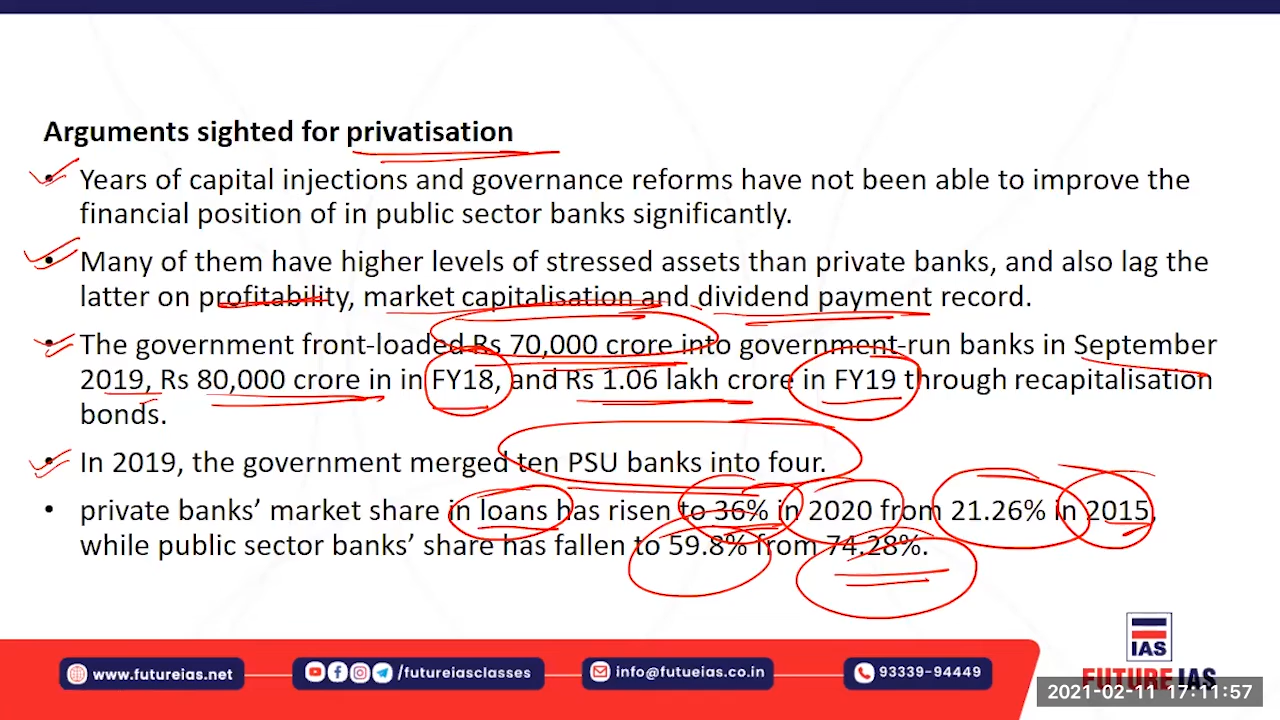 Arguments sighted for privatisation
• Years of capital injections and governance reforms have not been able to improve the
financial position of in public sector banks significantly.
• Many of them have higher levels of stressed assets than private banks, and also lag the
latter on profitability, market capitalisation and dividend payment record.
• The government front-loaded Rs 70,000 crore into government-run banks in September
2019, Rs 80,000 crore in in FY18, and Rs 1.06 lakh crore in FY19 through recapitalisation
bonds.
• In 2019, the government merged ten PSU banks into four.
• private banks’ market share in loans has risen to 36% in 2020 from 21.26% in 2015,
while public sector banks’ share has fallen to 59.8% from 74.28%.
IAS
FUTURE IAS
www.futureias.net
/futureiasclasses
info@futueias.co.in
93339-94449
2021-02-11 17:11:57